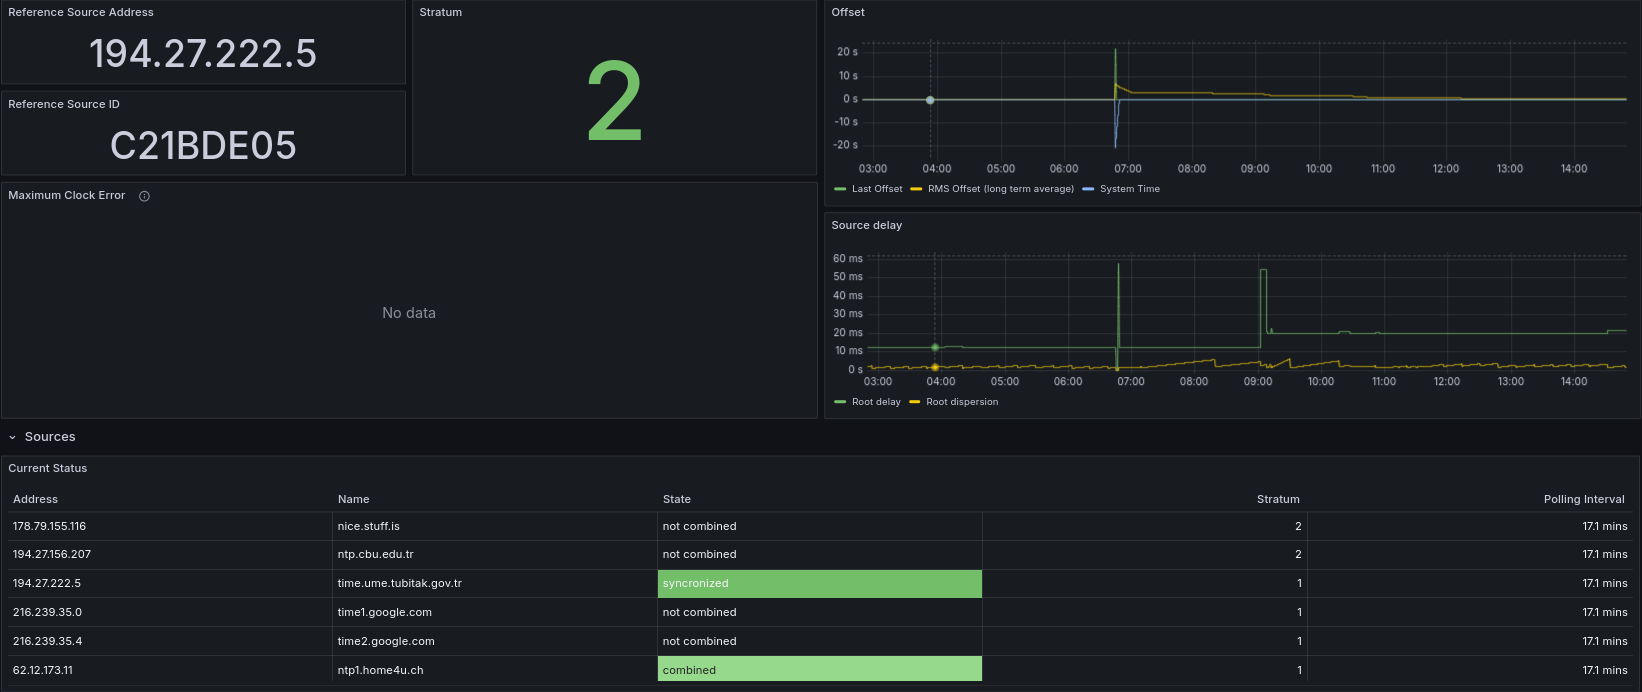 Reference Source Address
194.27.222.5
Reference Source ID
C21BDE05
Stratum
2
Maximum Clock Error
No data
Offset
20 s
10 s
0 s
-10 s
-20 s
03:00 04:00 05:00 06:00 07:00 08:00 09:00 10:00 11:00 12:00 13:00 14:00
Last Offset RMS Offset (long term average) System Time
Source delay
60 ms
50 ms
40 ms
30 ms
20 ms
10 ms
0 s
03:00 04:00 05:00 06:00 07:00 08:00 09:00 10:00 11:00 12:00 13:00 14:00
Root delay Root dispersion
Sources
Current Status
Address Name State Stratum Polling Interval
178.79.155.116 nice.stuff.is not combined 2 17.1 mins
194.27.156.207 ntp.cbu.edu.tr not combined 2 17.1 mins
194.27.222.5 time.ume.tubitak.gov.tr syncronized 1 17.1 mins
216.239.35.0 time1.google.com not combined 1 17.1 mins
216.239.35.4 time2.google.com not combined 1 17.1 mins
62.12.173.11 ntp1.home4u.ch combined 1 17.1 mins